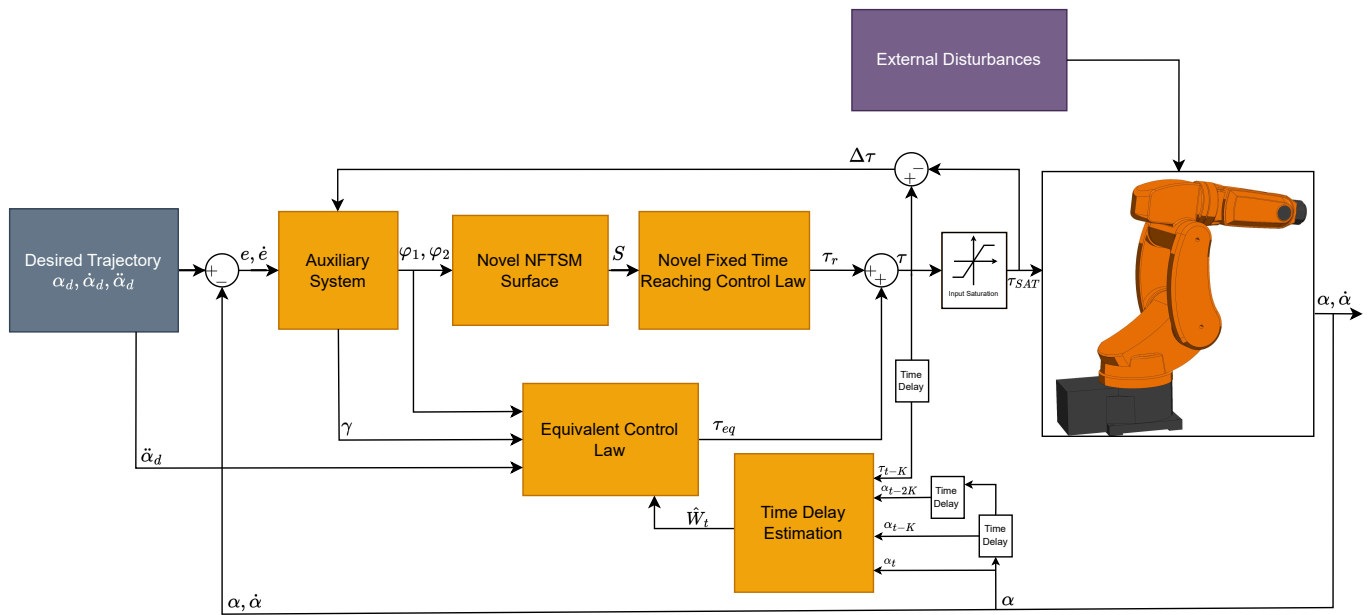 External Disturbances
Δτ
+
−
Desired Trajectory
α_d, α̇_d, α̈_d
−
e, ė
Auxiliary
System
φ₁, φ₂
Novel NFTSM
Surface
S
Novel Fixed Time
Reaching Control Law
τ_r
+
+
τ
Input Saturation
τ_SAT
α, α̇
Time
Delay
γ
α̈_d
Equivalent Control
Law
τ_eq
Ŵ_t
Time Delay
Estimation
τ_{t−K}
α_{t−2K}
Time
Delay
α_{t−K}
Time
Delay
α_t
α, α̇
α